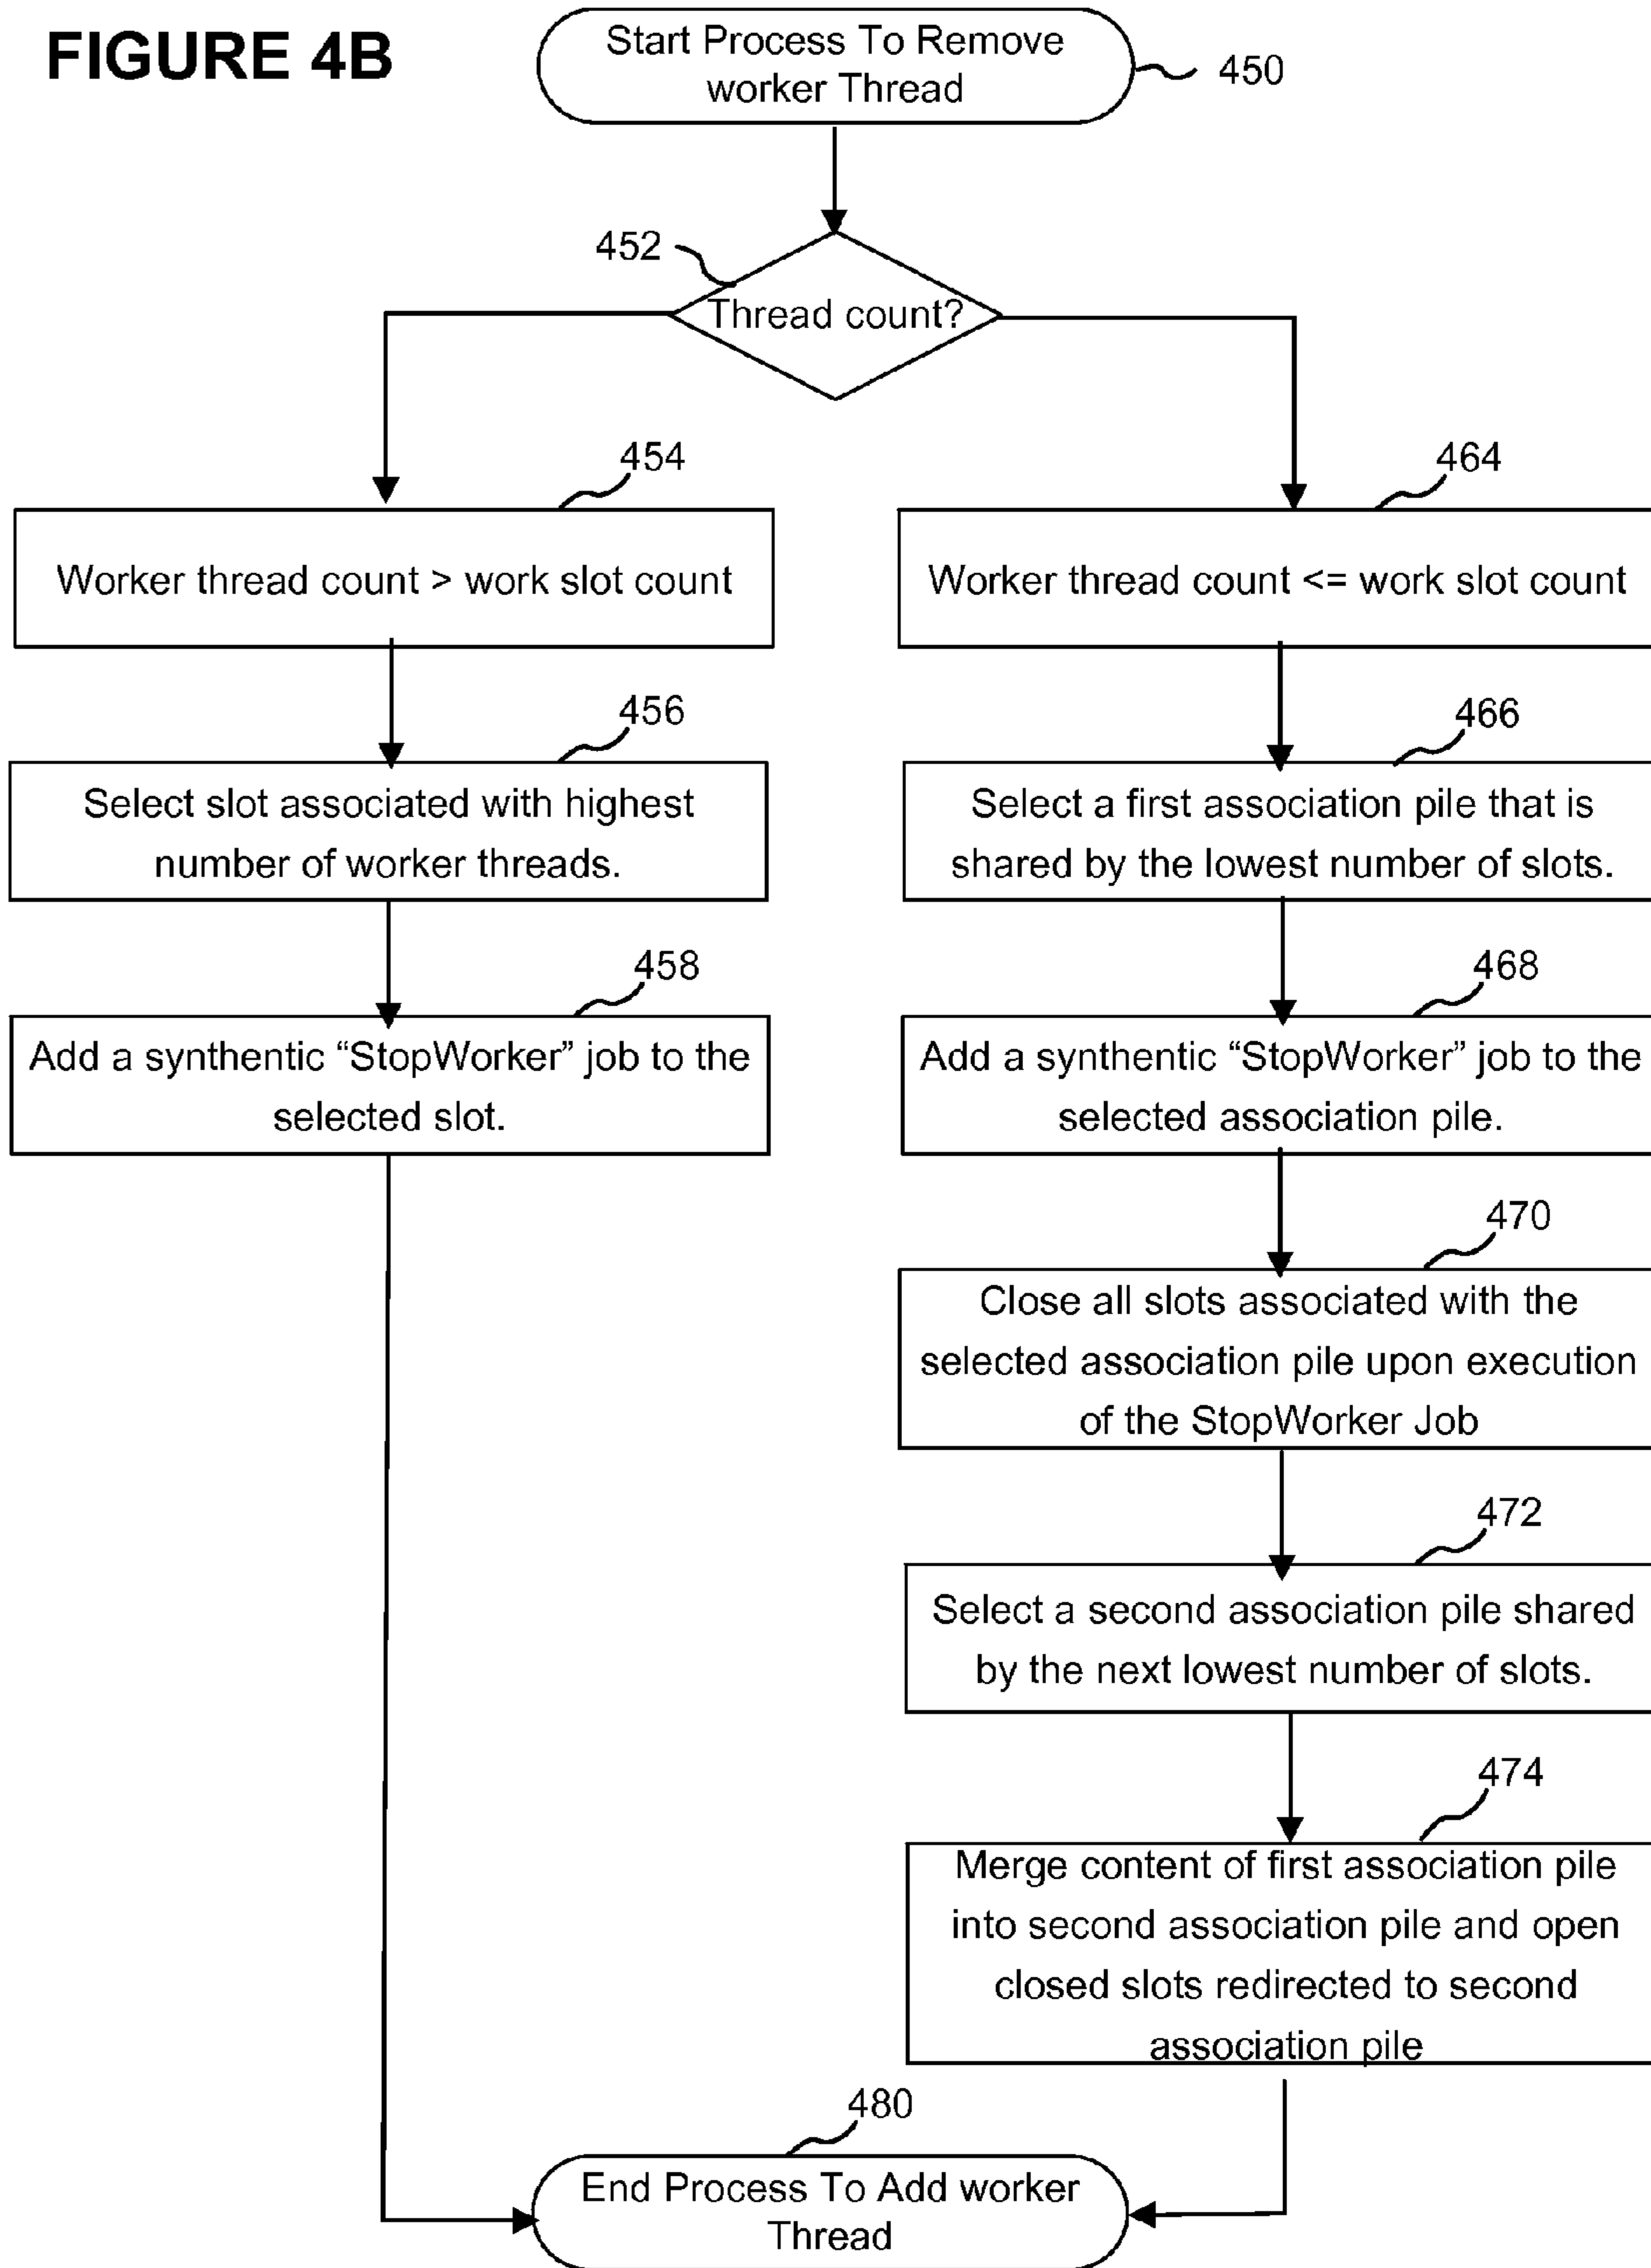 FIGURE 4B
Start Process To Remove
worker Thread
450
452
Thread count?
454
Worker thread count > work slot count
464
Worker thread count <= work slot count
456
Select slot associated with highest
number of worker threads.
466
Select a first association pile that is
shared by the lowest number of slots.
458
Add a synthentic “StopWorker” job to the
selected slot.
468
Add a synthentic “StopWorker” job to the
selected association pile.
470
Close all slots associated with the
selected association pile upon execution
of the StopWorker Job
472
Select a second association pile shared
by the next lowest number of slots.
474
Merge content of first association pile
into second association pile and open
closed slots redirected to second
association pile
480
End Process To Add worker
Thread